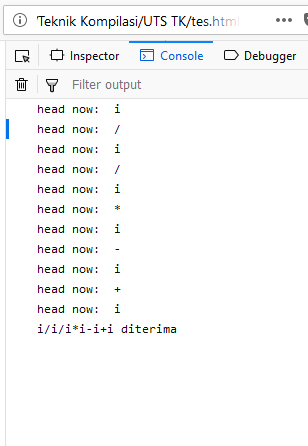 'Teknik Kompilasi/UTS TK/tes.html
Inspector Console Debugger
Filter output
head now: i
head now: /
head now: i
head now: /
head now: i
head now: *
head now: i
head now: -
head now: i
head now: +
head now: i
i/i/i*i-i+i diterima